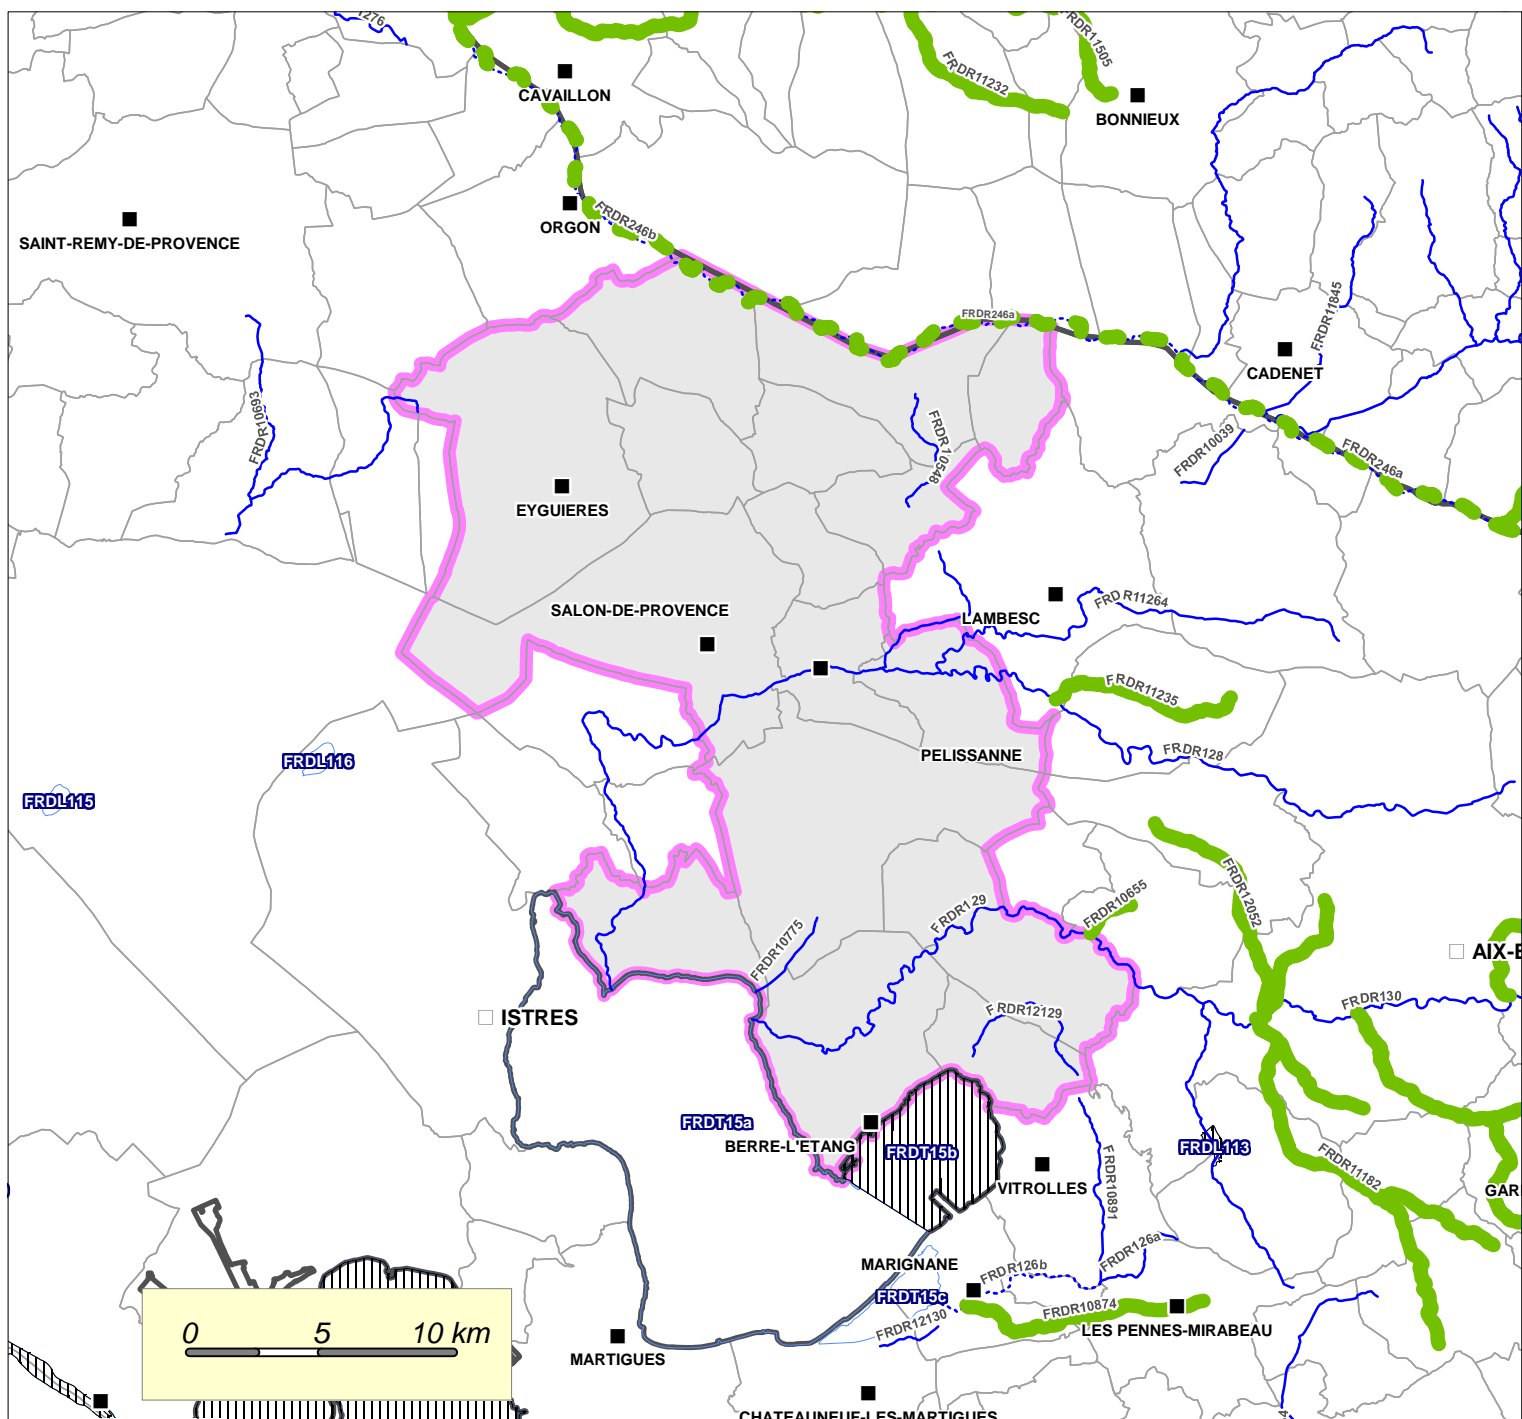 1276
FRDR11505
CAVAILLON
FRDR11232
BONNIEUX
ORGON
FRDR246b
SAINT-REMY-DE-PROVENCE
FRDR246a
FRDR11845
CADENET
FRDR10693
FRDR10548
FRDR10039
FRDR246a
EYGUIERES
SALON-DE-PROVENCE
LAMBESC
FRDR11264
FRDR11235
PELISSANNE
FRDR128
FRDL116
FRDL115
FRDR12052
FRDR10655
FRDR129
FRDR10775
AIX-E
FRDR130
FRDR12129
ISTRES
FRDT15a
BERRE-L'ETANG
FRDT15b
FRDL113
VITROLLES
FRDR10891
FRDR11182
GAR
FRDR126a
MARIGNANE
FRDR126b
FRDT15c
FRDR10874
FRDR12130
LES PENNES-MIRABEAU
0 5 10 km
MARTIGUES
CHATEAUNEUF-LES-MARTIGUES